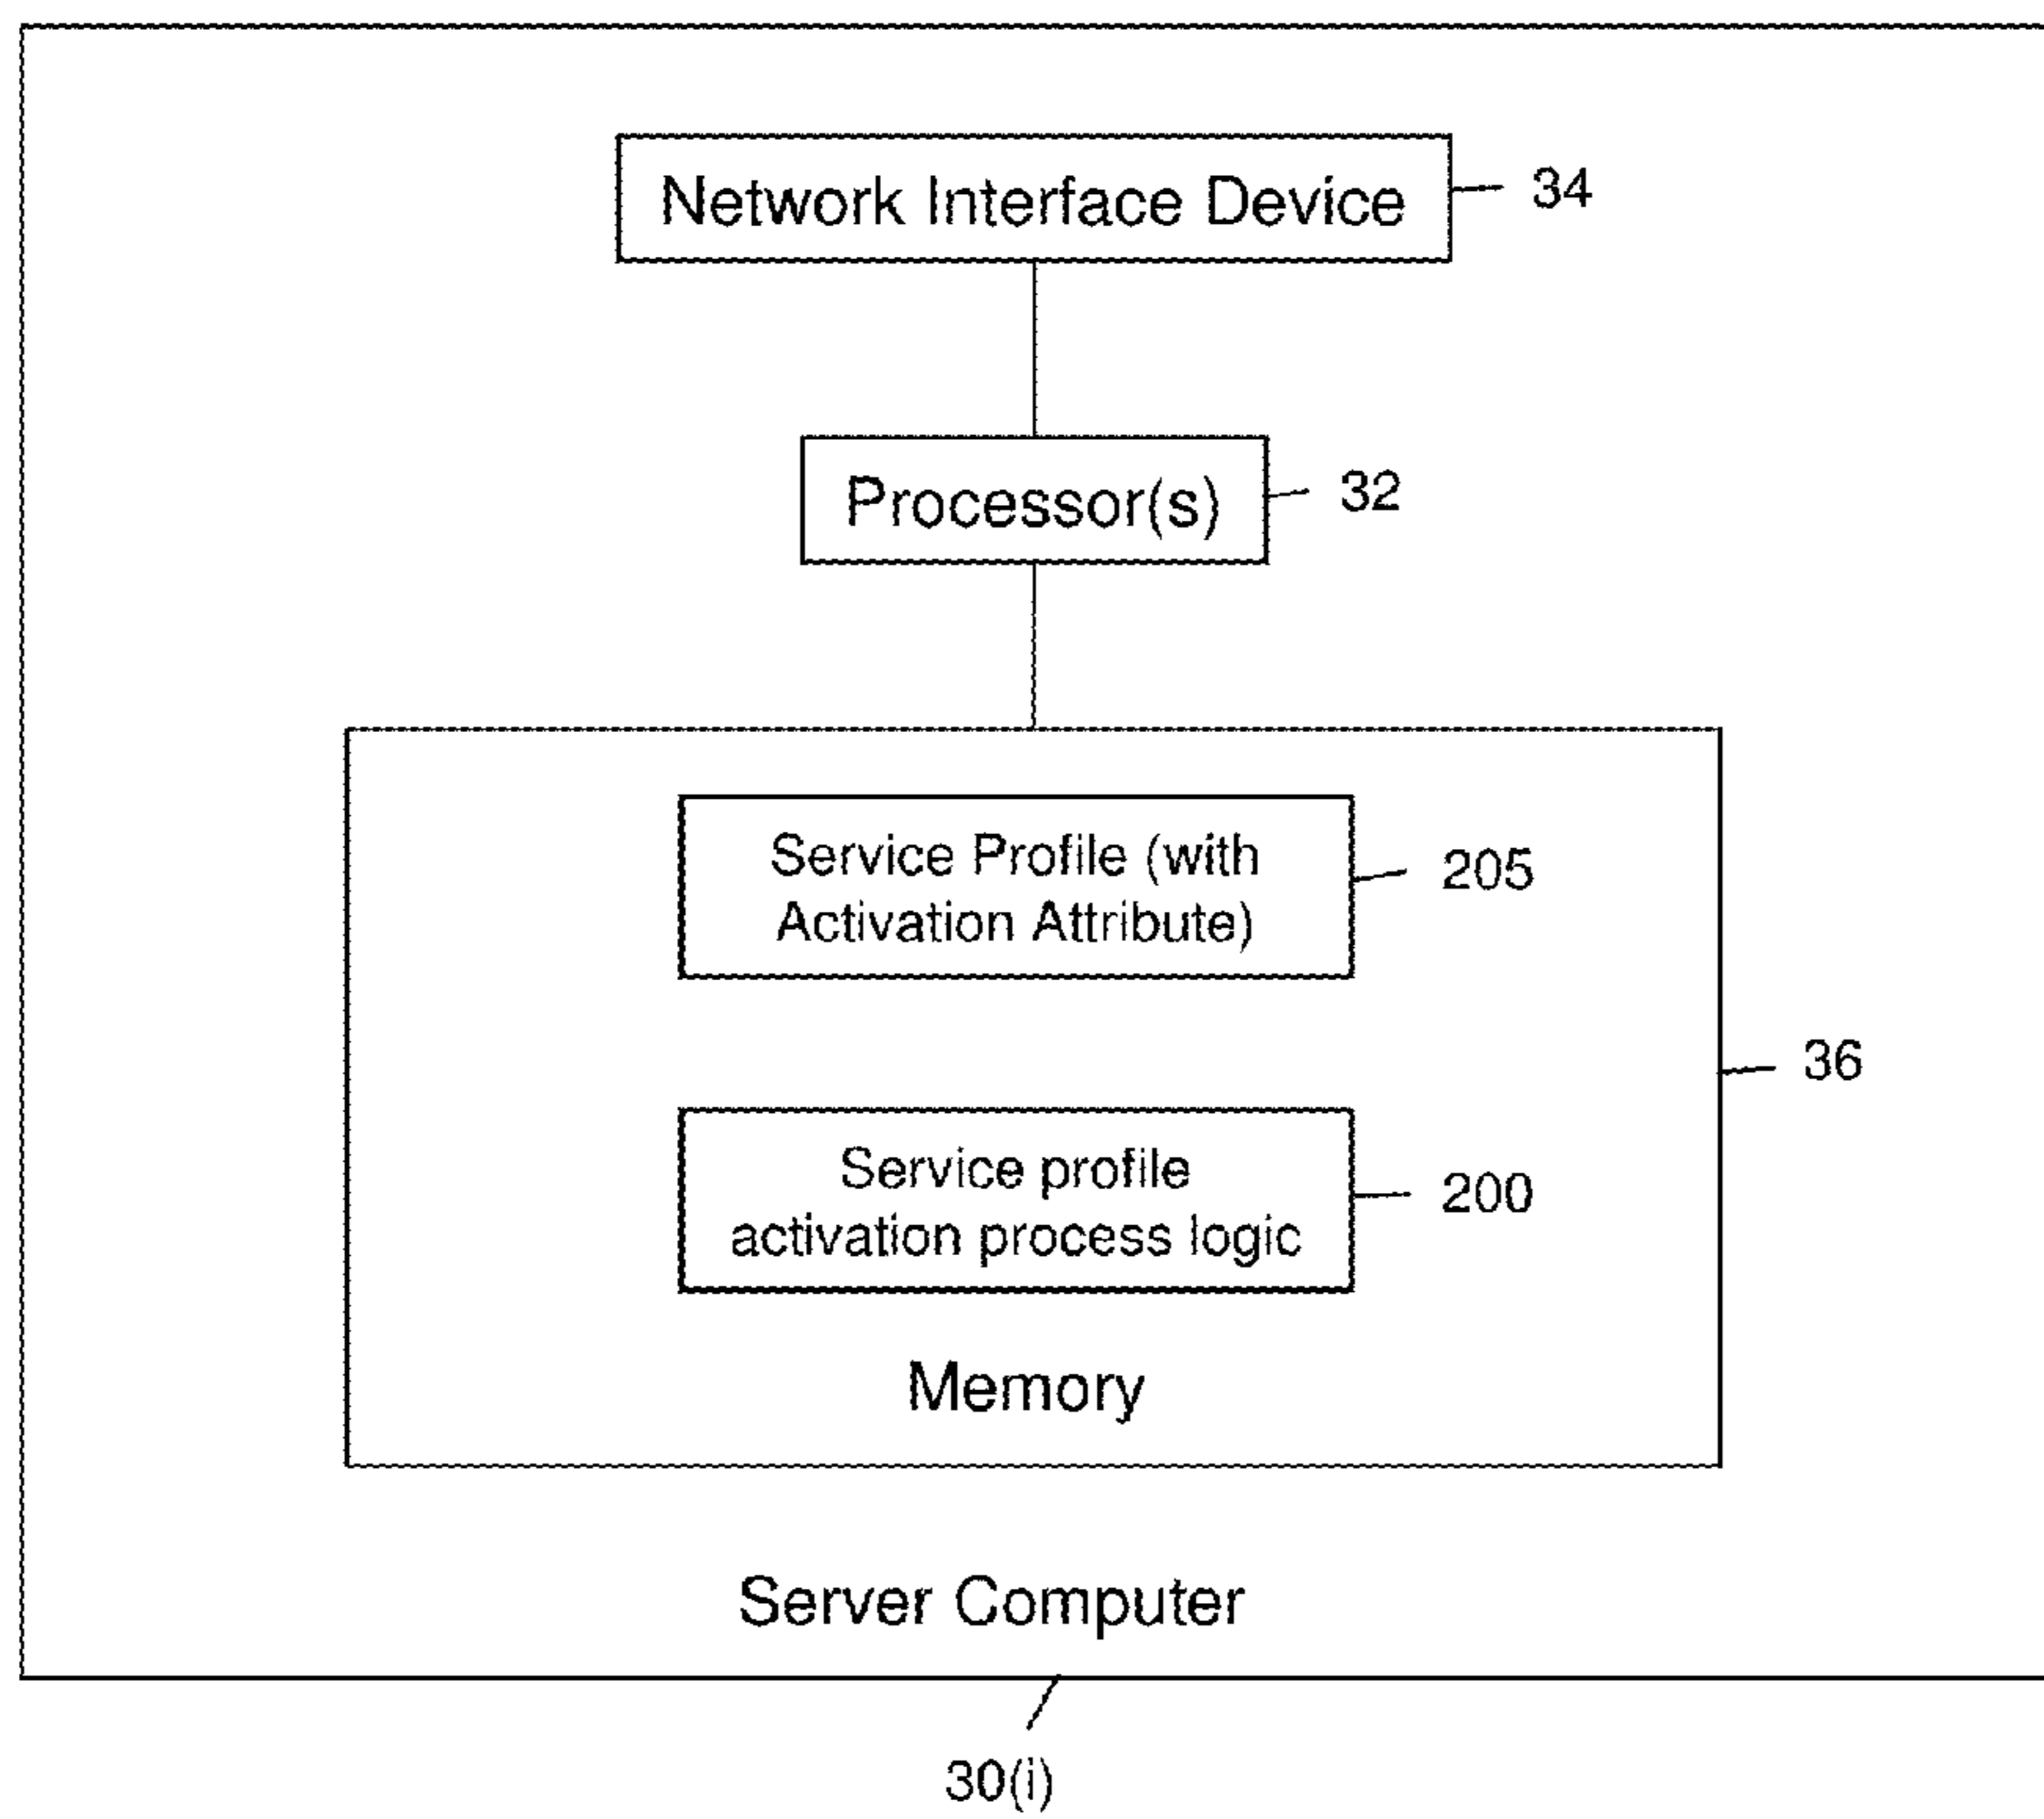 Network Interface Device
34
Processor(s)
32
Service Profile (with
Activation Attribute)
205
36
Service profile
activation process logic
200
Memory
Server Computer
30(i)